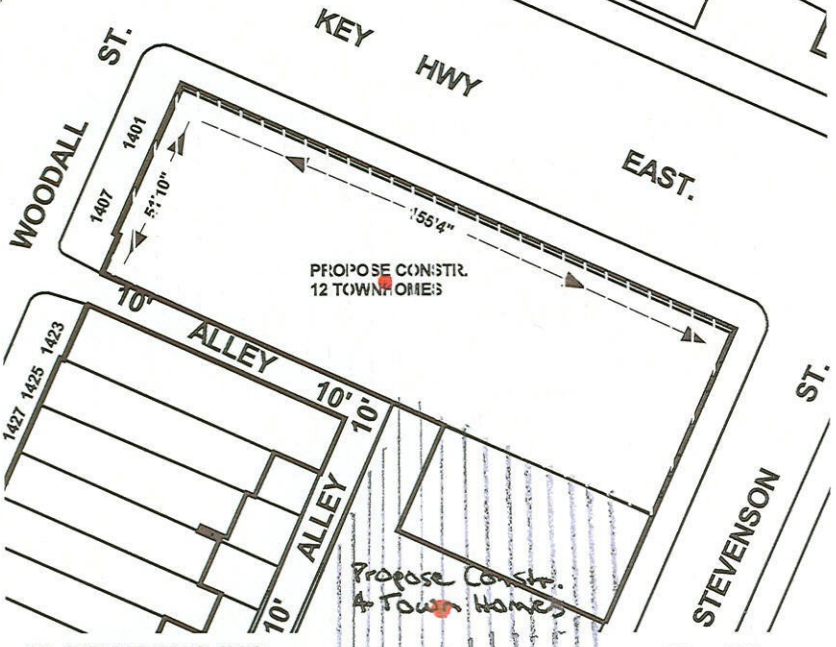 KEY HWY EAST.
WOODALL ST.
1401
1407
51'10"
155'4"
PROPOSE CONSTR.
12 TOWNHOMES
10'
ALLEY
10'
10'
1423
1425
1427
ALLEY
10'
Propose Constr.
4 Town Homes
STEVENSON ST.